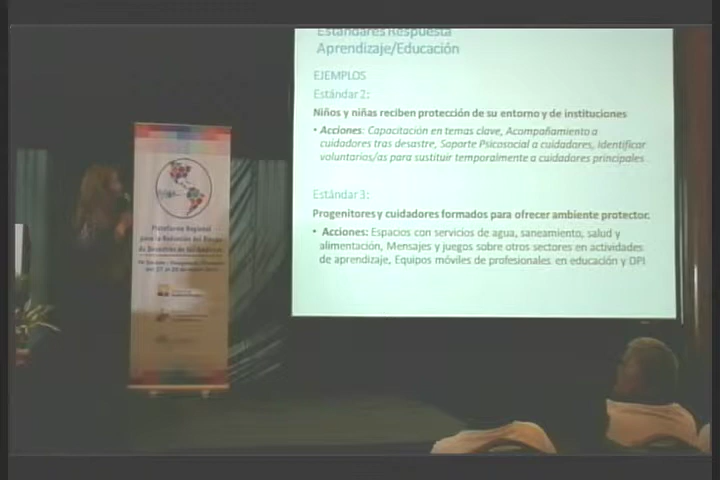 Estándares Respuesta
Aprendizaje/Educación
EJEMPLOS
Estándar 2:
Niños y niñas reciben protección de su entorno y de instituciones
• Acciones: Capacitación en temas clave, Acompañamiento a
cuidadores tras desastre, Soporte Psicosocial a cuidadores, Identificar
voluntarios/as para sustituir temporalmente a cuidadores principales.
Estándar 3:
Progenitores y cuidadores formados para ofrecer ambiente protector.
• Acciones: Espacios con servicios de agua, saneamiento, salud y
alimentación, Mensajes y juegos sobre otros sectores en actividades
de aprendizaje, Equipos móviles de profesionales en educación y DPI
Plataforma Regional
para la Reducción del Riesgo
de Desastres de las Américas